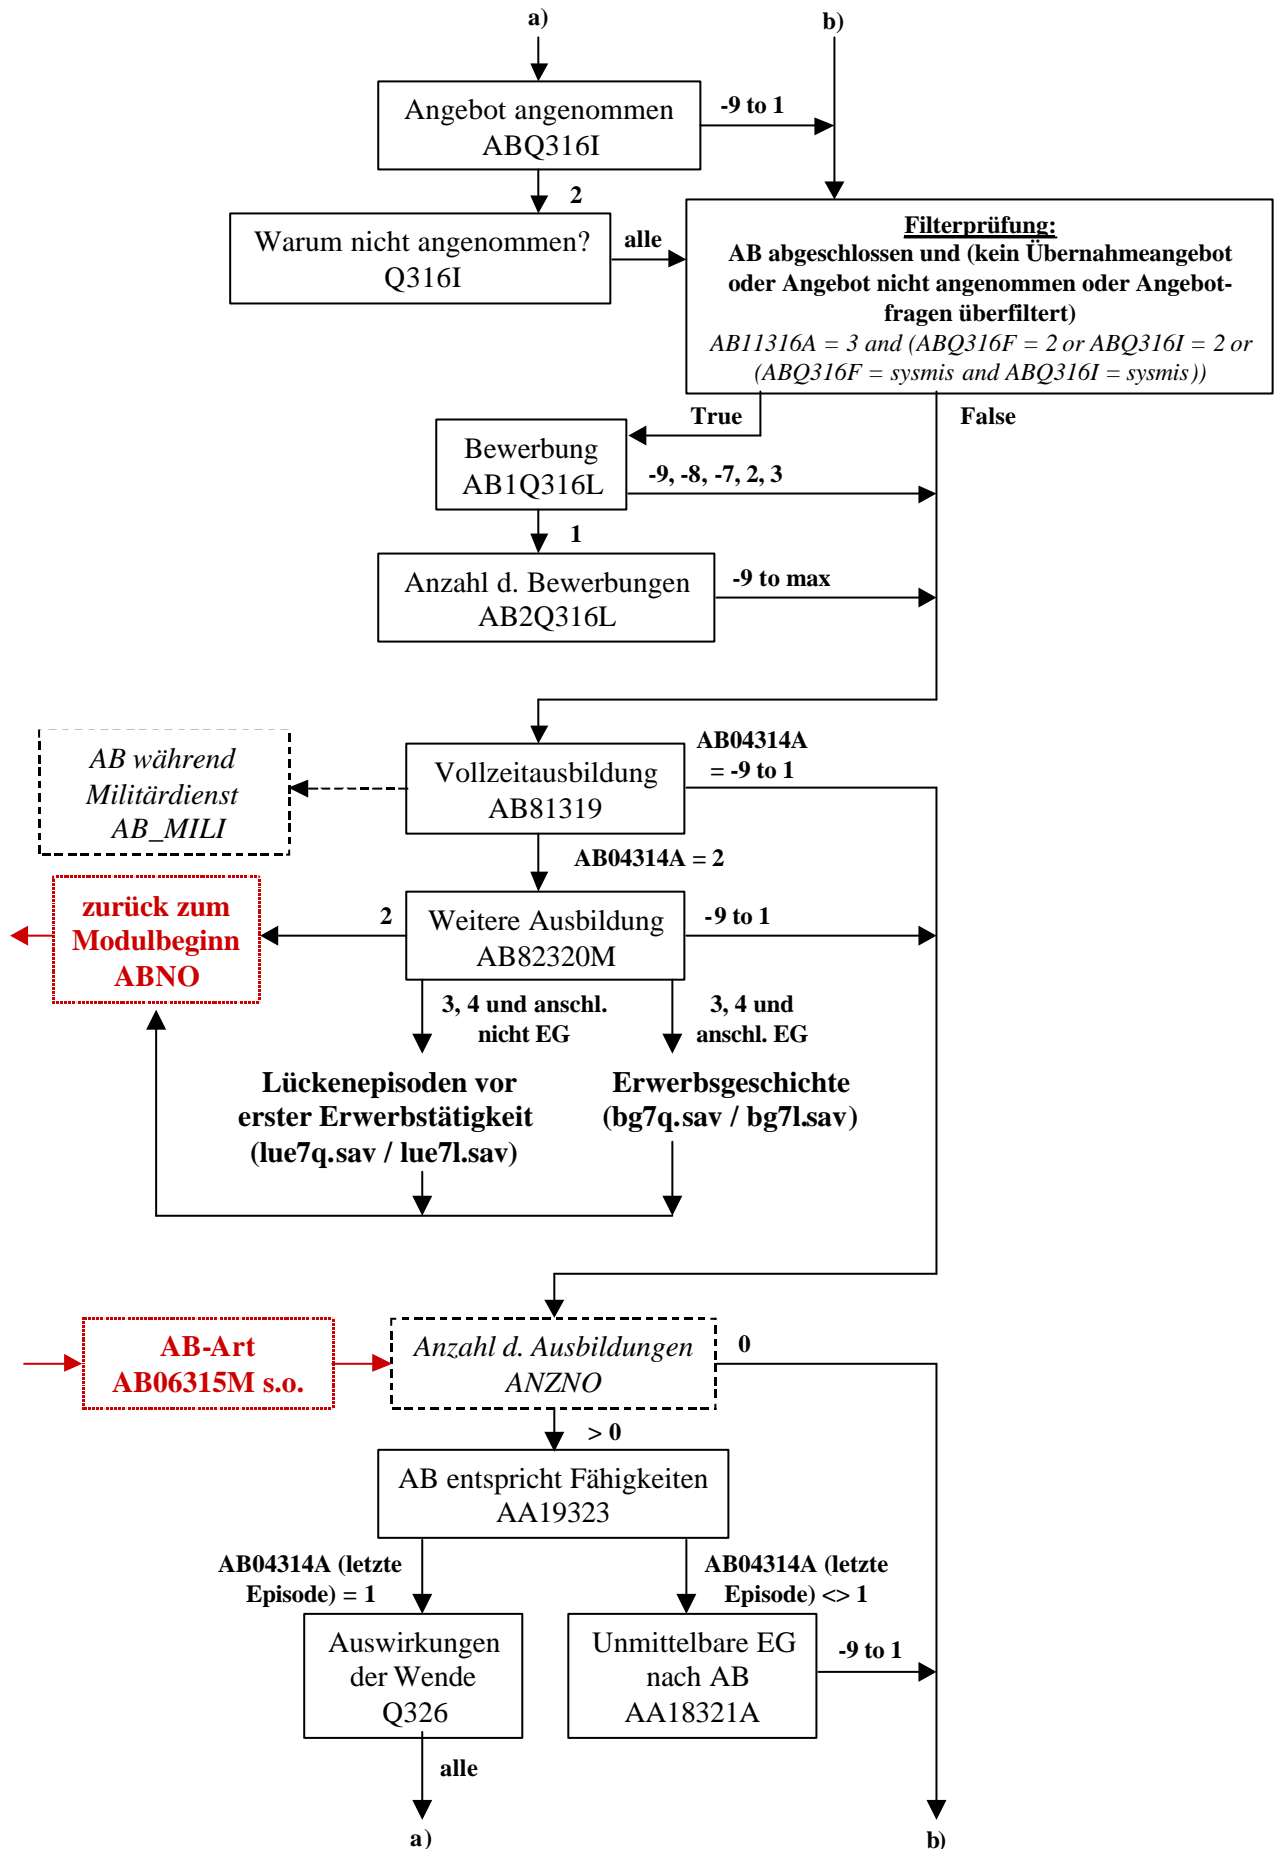 a)
b)
Angebot angenommen
ABQ316I
-9 to 1
2
Warum nicht angenommen?
Q316I
alle
Filterprüfung:
AB abgeschlossen und (kein Übernahmeangebot
oder Angebot nicht angenommen oder Angebot-
fragen überfiltert)
AB11316A = 3 and (ABQ316F = 2 or ABQ316I = 2 or
(ABQ316F = sysmis and ABQ316I = sysmis))
True
False
Bewerbung
AB1Q316L
-9, -8, -7, 2, 3
1
Anzahl d. Bewerbungen
AB2Q316L
-9 to max
AB während
Militärdienst
AB_MILI
Vollzeitausbildung
AB81319
AB04314A
= -9 to 1
AB04314A = 2
zurück zum
Modulbeginn
ABNO
2
Weitere Ausbildung
AB82320M
-9 to 1
3, 4 und anschl.
nicht EG
3, 4 und
anschl. EG
Lückenepisoden vor
erster Erwerbstätigkeit
(lue7q.sav / lue7l.sav)
Erwerbsgeschichte
(bg7q.sav / bg7l.sav)
AB-Art
AB06315M s.o.
Anzahl d. Ausbildungen
ANZNO
0
> 0
AB entspricht Fähigkeiten
AA19323
AB04314A (letzte
Episode) = 1
AB04314A (letzte
Episode) <> 1
Auswirkungen
der Wende
Q326
Unmittelbare EG
nach AB
AA18321A
-9 to 1
alle
a)
b)